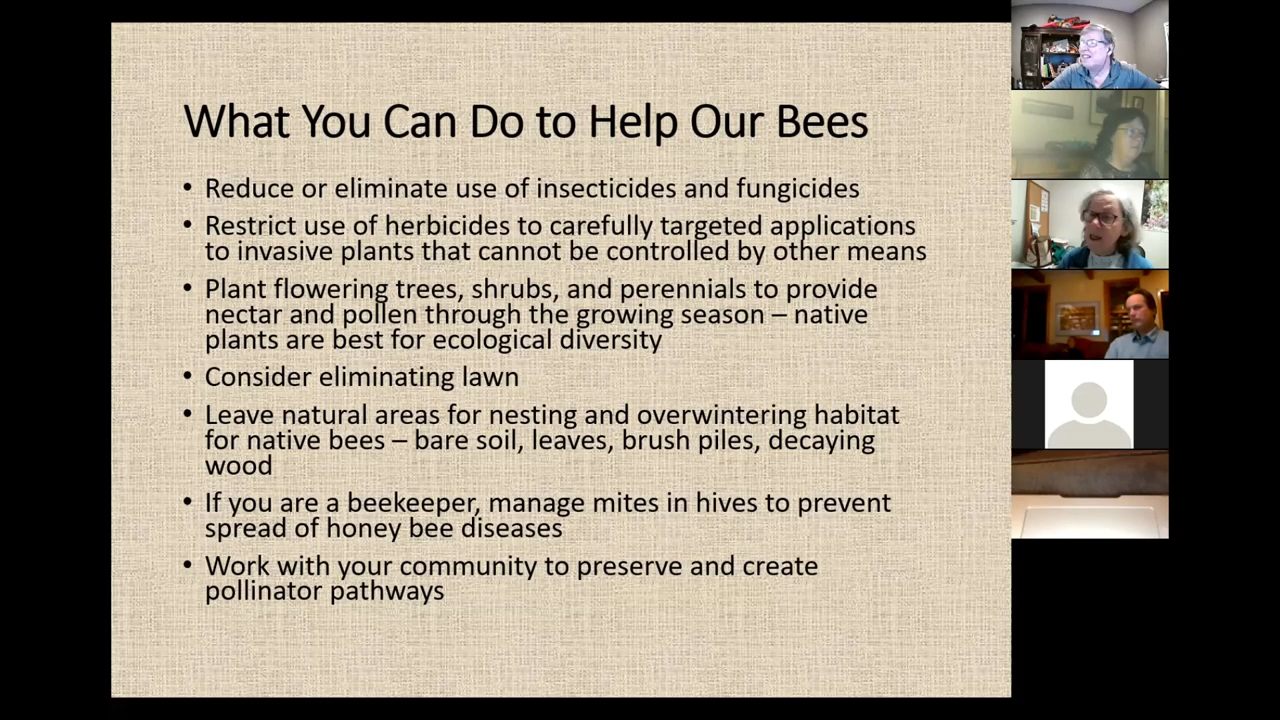 What You Can Do to Help Our Bees
• Reduce or eliminate use of insecticides and fungicides
• Restrict use of herbicides to carefully targeted applications
to invasive plants that cannot be controlled by other means
• Plant flowering trees, shrubs, and perennials to provide
nectar and pollen through the growing season – native
plants are best for ecological diversity
• Consider eliminating lawn
• Leave natural areas for nesting and overwintering habitat
for native bees – bare soil, leaves, brush piles, decaying
wood
• If you are a beekeeper, manage mites in hives to prevent
spread of honey bee diseases
• Work with your community to preserve and create
pollinator pathways